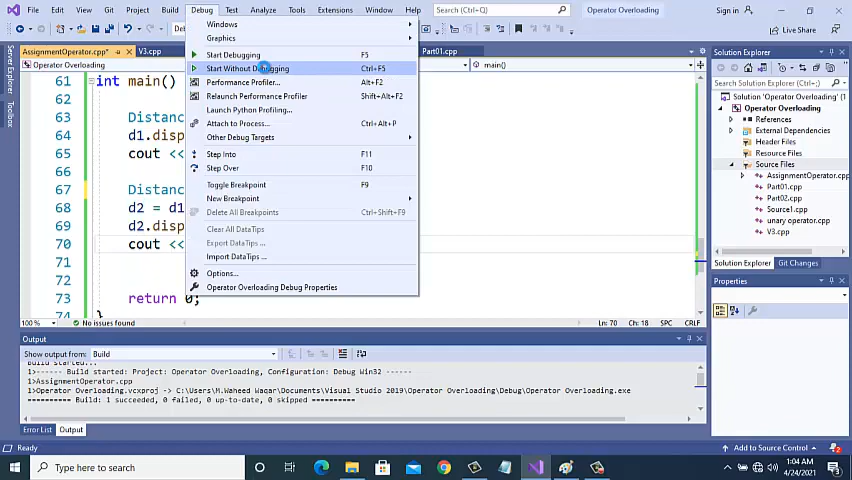 File Edit View Git Project Build Debug Test Analyze Tools Extensions Window Help Search (Ctrl+Q) Operator Overloading Sign in
Live Share
AssignmentOperator.cpp* V3.cpp Part01.cpp
Operator Overloading main()
Server Explorer
Toolbox
Windows
Graphics
Start Debugging F5
Start Without Debugging Ctrl+F5
Performance Profiler... Alt+F2
Relaunch Performance Profiler Shift+Alt+F2
Launch Python Profiling...
Attach to Process... Ctrl+Alt+P
Other Debug Targets
Step Into F11
Step Over F10
Toggle Breakpoint F9
New Breakpoint
Delete All Breakpoints Ctrl+Shift+F9
Clear All DataTips
Export DataTips ...
Import DataTips ...
Options...
Operator Overloading Debug Properties
61 int main()
62
63 Distanc
64 d1.disp
65 cout <<
66
67 Distanc
68 d2 = d1
69 d2.disp
70 cout <<
71
72
73 return 0;
74 }
100 % No issues found Ln: 70 Ch: 18 SPC CRLF
Output
Show output from: Build
Build started...
1>------ Build started: Project: Operator Overloading, Configuration: Debug Win32 ------
1>AssignmentOperator.cpp
1>Operator Overloading.vcxproj -> C:\Users\M.Waheed Waqar\Documents\Visual Studio 2019\Operator Overloading\Debug\Operator Overloading.exe
========== Build: 1 succeeded, 0 failed, 0 up-to-date, 0 skipped ==========
Error List Output
Solution Explorer
Search Solution Explorer (Ctrl+;)
Solution 'Operator Overloading' (1
Operator Overloading
References
External Dependencies
Header Files
Resource Files
Source Files
AssignmentOperator.cpp
Part01.cpp
Part02.cpp
Source1.cpp
unary operator.cpp
V3.cpp
Solution Explorer Git Changes
Properties
Ready Add to Source Control 2
Type here to search 1:04 AM
4/24/2021 2